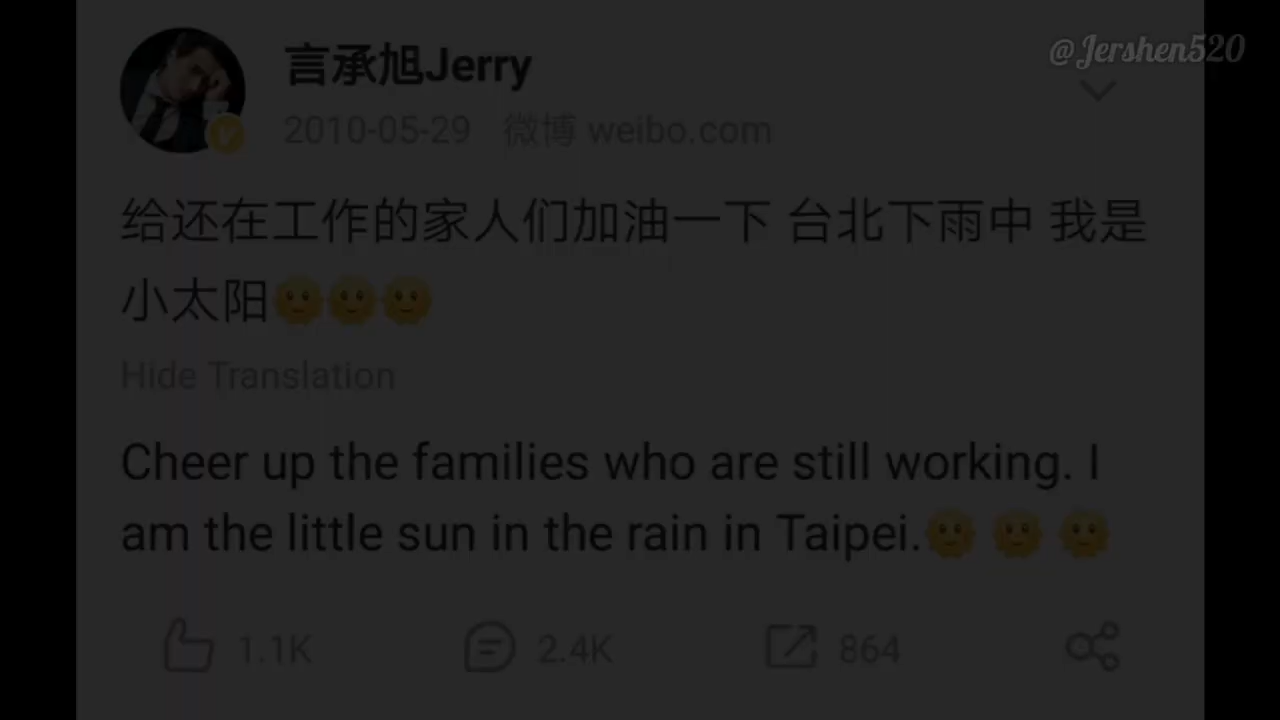 言承旭Jerry
@Jershen520
2010-05-29 微博 weibo.com
给还在工作的家人们加油一下 台北下雨中 我是
小太阳
Hide Translation
Cheer up the families who are still working. I
am the little sun in the rain in Taipei.
1.1K 2.4K 864